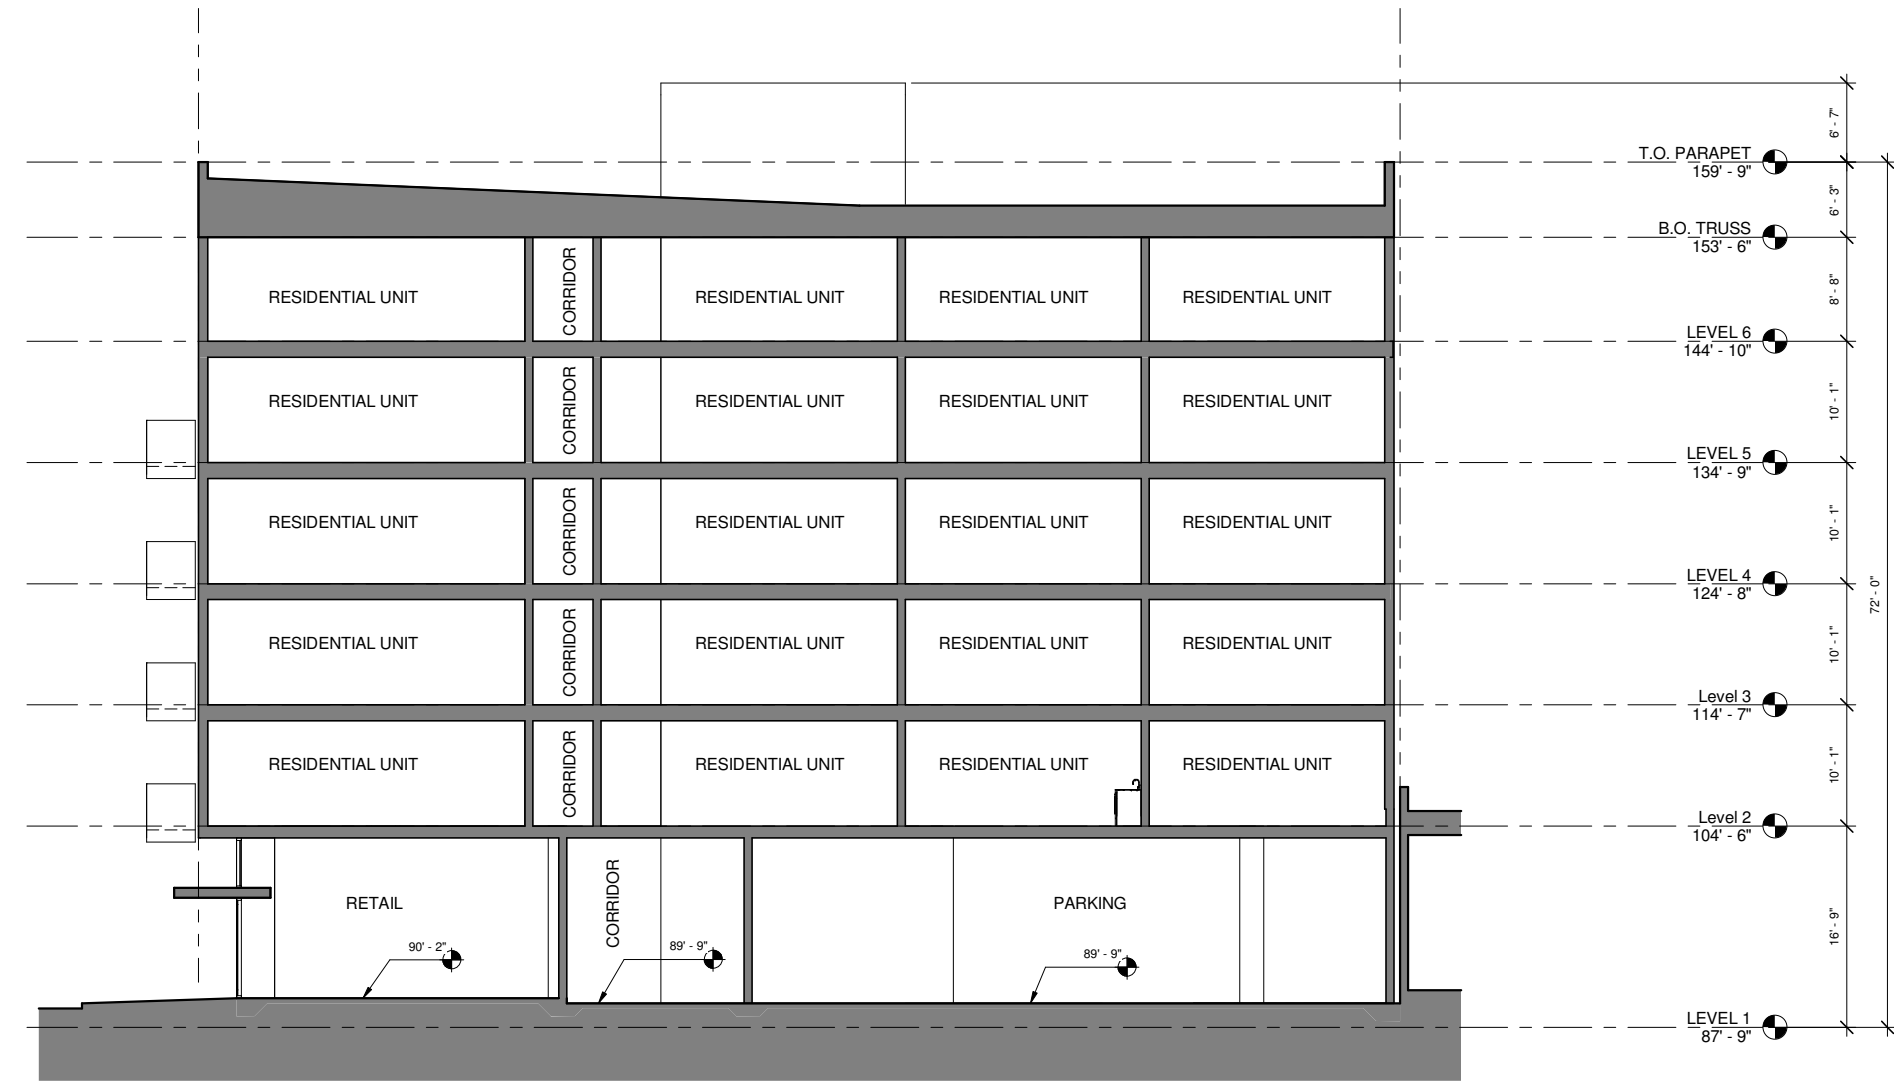 6' - 7"
T.O. PARAPET
159' - 9"
6' - 3"
B.O. TRUSS
153' - 6"
RESIDENTIAL UNIT
CORRIDOR
RESIDENTIAL UNIT
RESIDENTIAL UNIT
RESIDENTIAL UNIT
8' - 8"
LEVEL 6
144' - 10"
RESIDENTIAL UNIT
CORRIDOR
RESIDENTIAL UNIT
RESIDENTIAL UNIT
RESIDENTIAL UNIT
10' - 1"
LEVEL 5
134' - 9"
RESIDENTIAL UNIT
CORRIDOR
RESIDENTIAL UNIT
RESIDENTIAL UNIT
RESIDENTIAL UNIT
10' - 1"
LEVEL 4
124' - 8"
72' - 0"
RESIDENTIAL UNIT
CORRIDOR
RESIDENTIAL UNIT
RESIDENTIAL UNIT
RESIDENTIAL UNIT
10' - 1"
Level 3
114' - 7"
RESIDENTIAL UNIT
CORRIDOR
RESIDENTIAL UNIT
RESIDENTIAL UNIT
RESIDENTIAL UNIT
10' - 1"
Level 2
104' - 6"
RETAIL
CORRIDOR
PARKING
16' - 9"
90' - 2"
89' - 9"
89' - 9"
LEVEL 1
87' - 9"